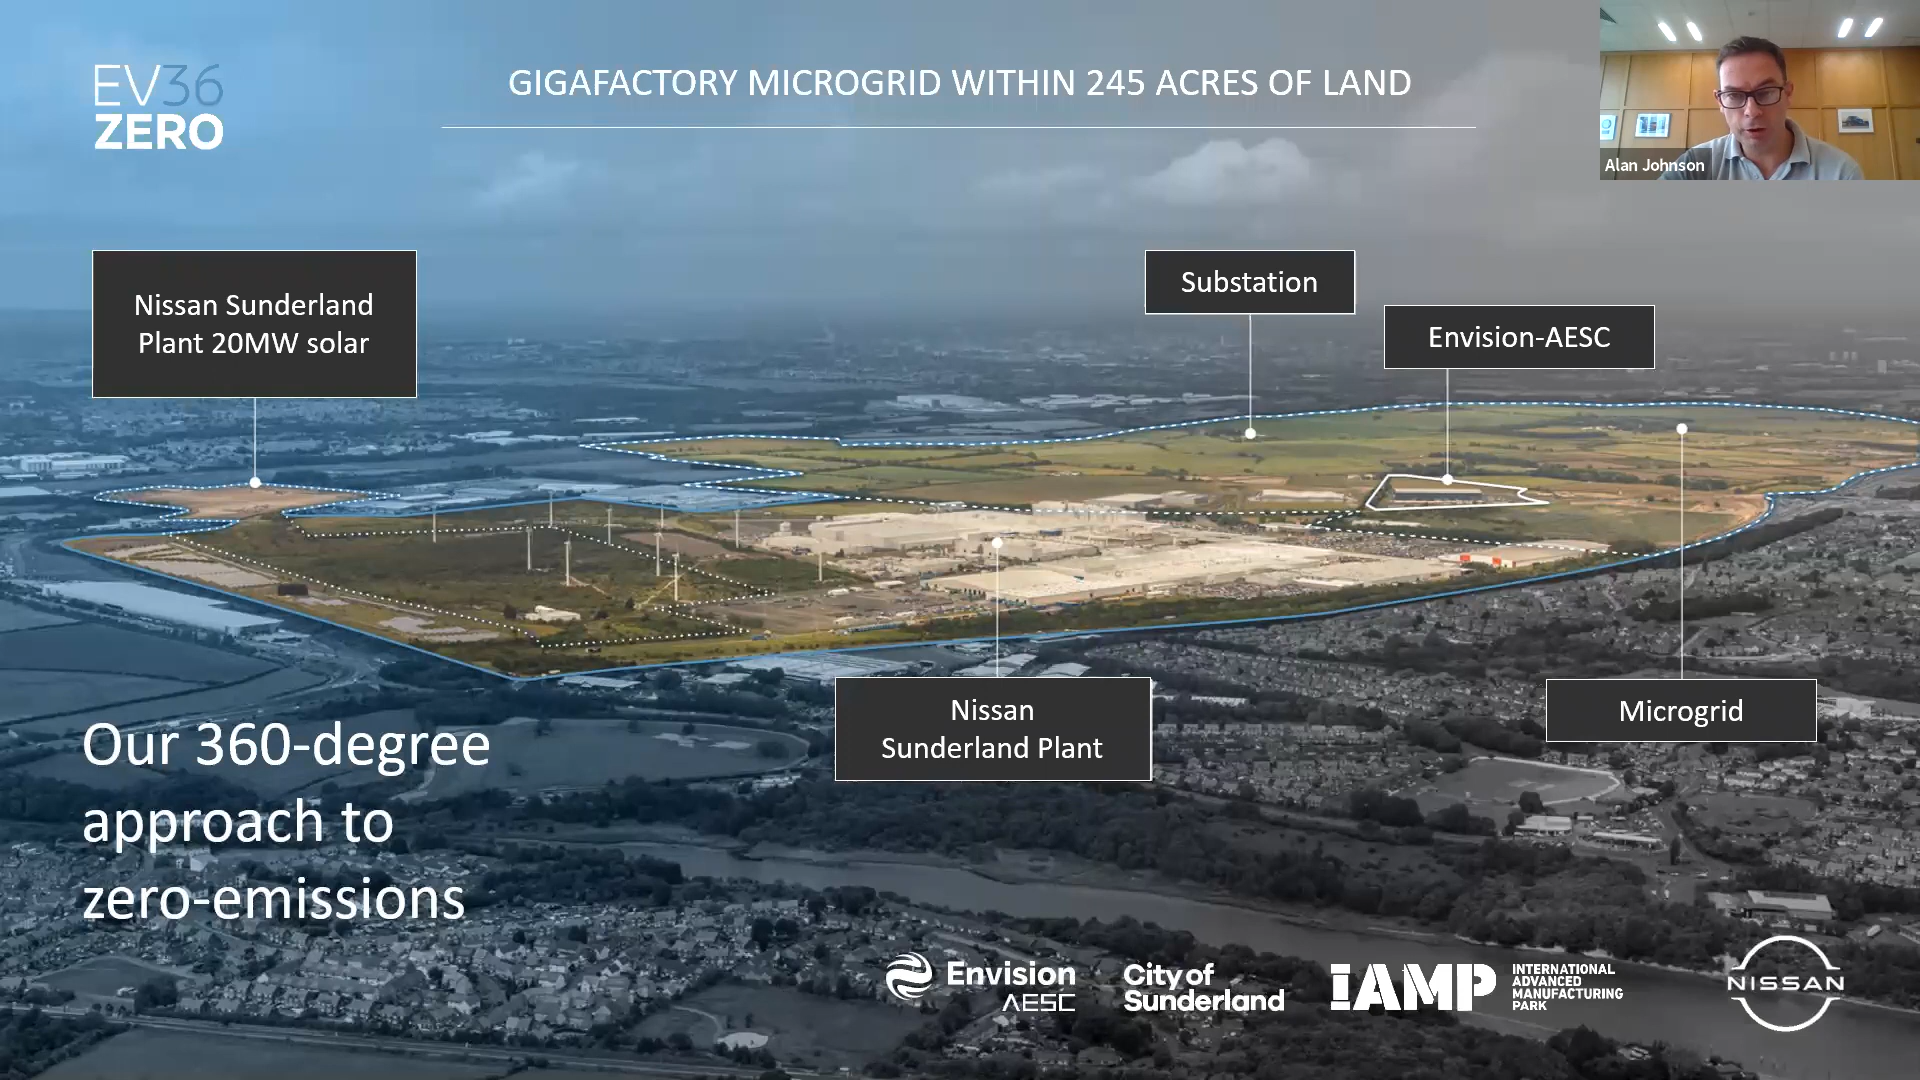 EV36
ZERO
GIGAFACTORY MICROGRID WITHIN 245 ACRES OF LAND
Alan Johnson
Nissan Sunderland
Plant 20MW solar
Substation
Envision-AESC
Nissan
Sunderland Plant
Microgrid
Our 360-degree
approach to
zero-emissions
Envision
AESC
City of
Sunderland
IAMP
INTERNATIONAL
ADVANCED
MANUFACTURING
PARK
NISSAN